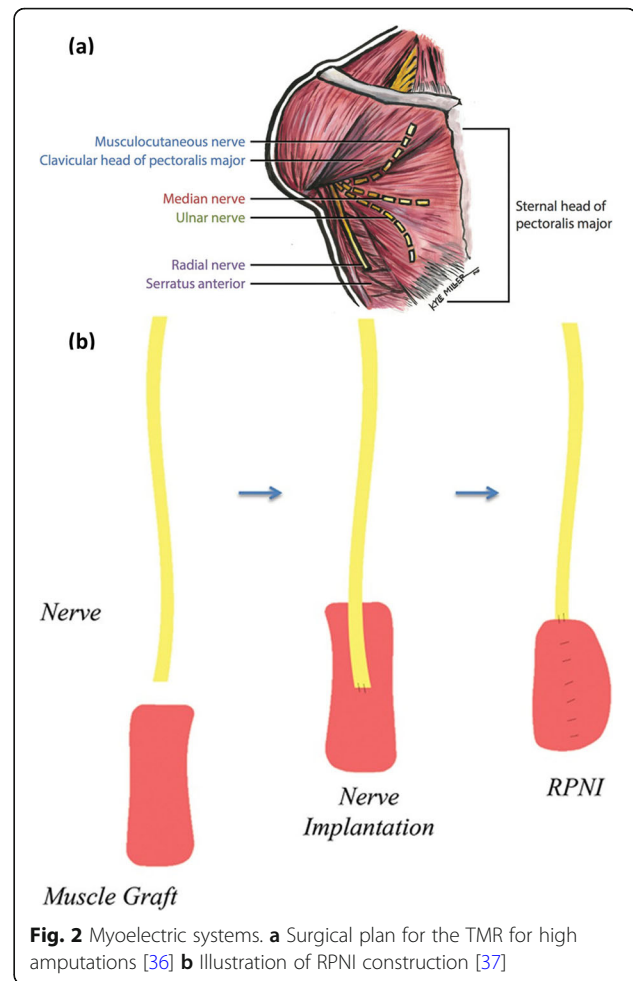 (a)
Musculocutaneous nerve
Clavicular head of pectoralis major
Median nerve
Ulnar nerve
Radial nerve
Serratus anterior
Sternal head of
pectoralis major
KYLE MILLER
(b)
Nerve
Muscle Graft
Nerve
Implantation
RPNI
Fig. 2 Myoelectric systems. a Surgical plan for the TMR for high
amputations [36] b Illustration of RPNI construction [37]